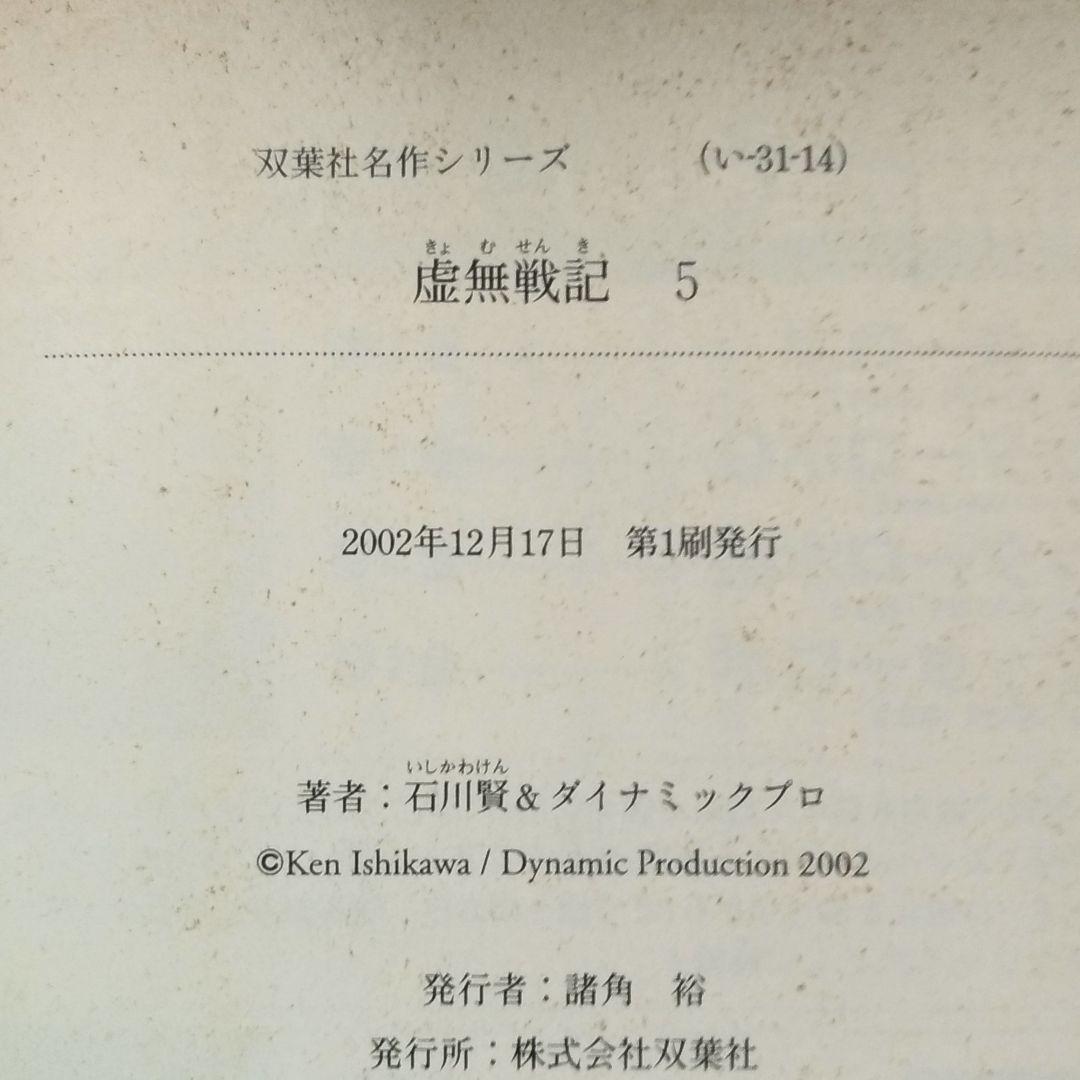 双葉社名作シリーズ　(い-31-14)
きょ む せん き
虚無戦記　5
2002年12月17日　第1刷発行
いしかわけん
著者：石川賢&ダイナミックプロ
©Ken Ishikawa / Dynamic Production 2002
発行者：諸角　裕
発行所：株式会社双葉社